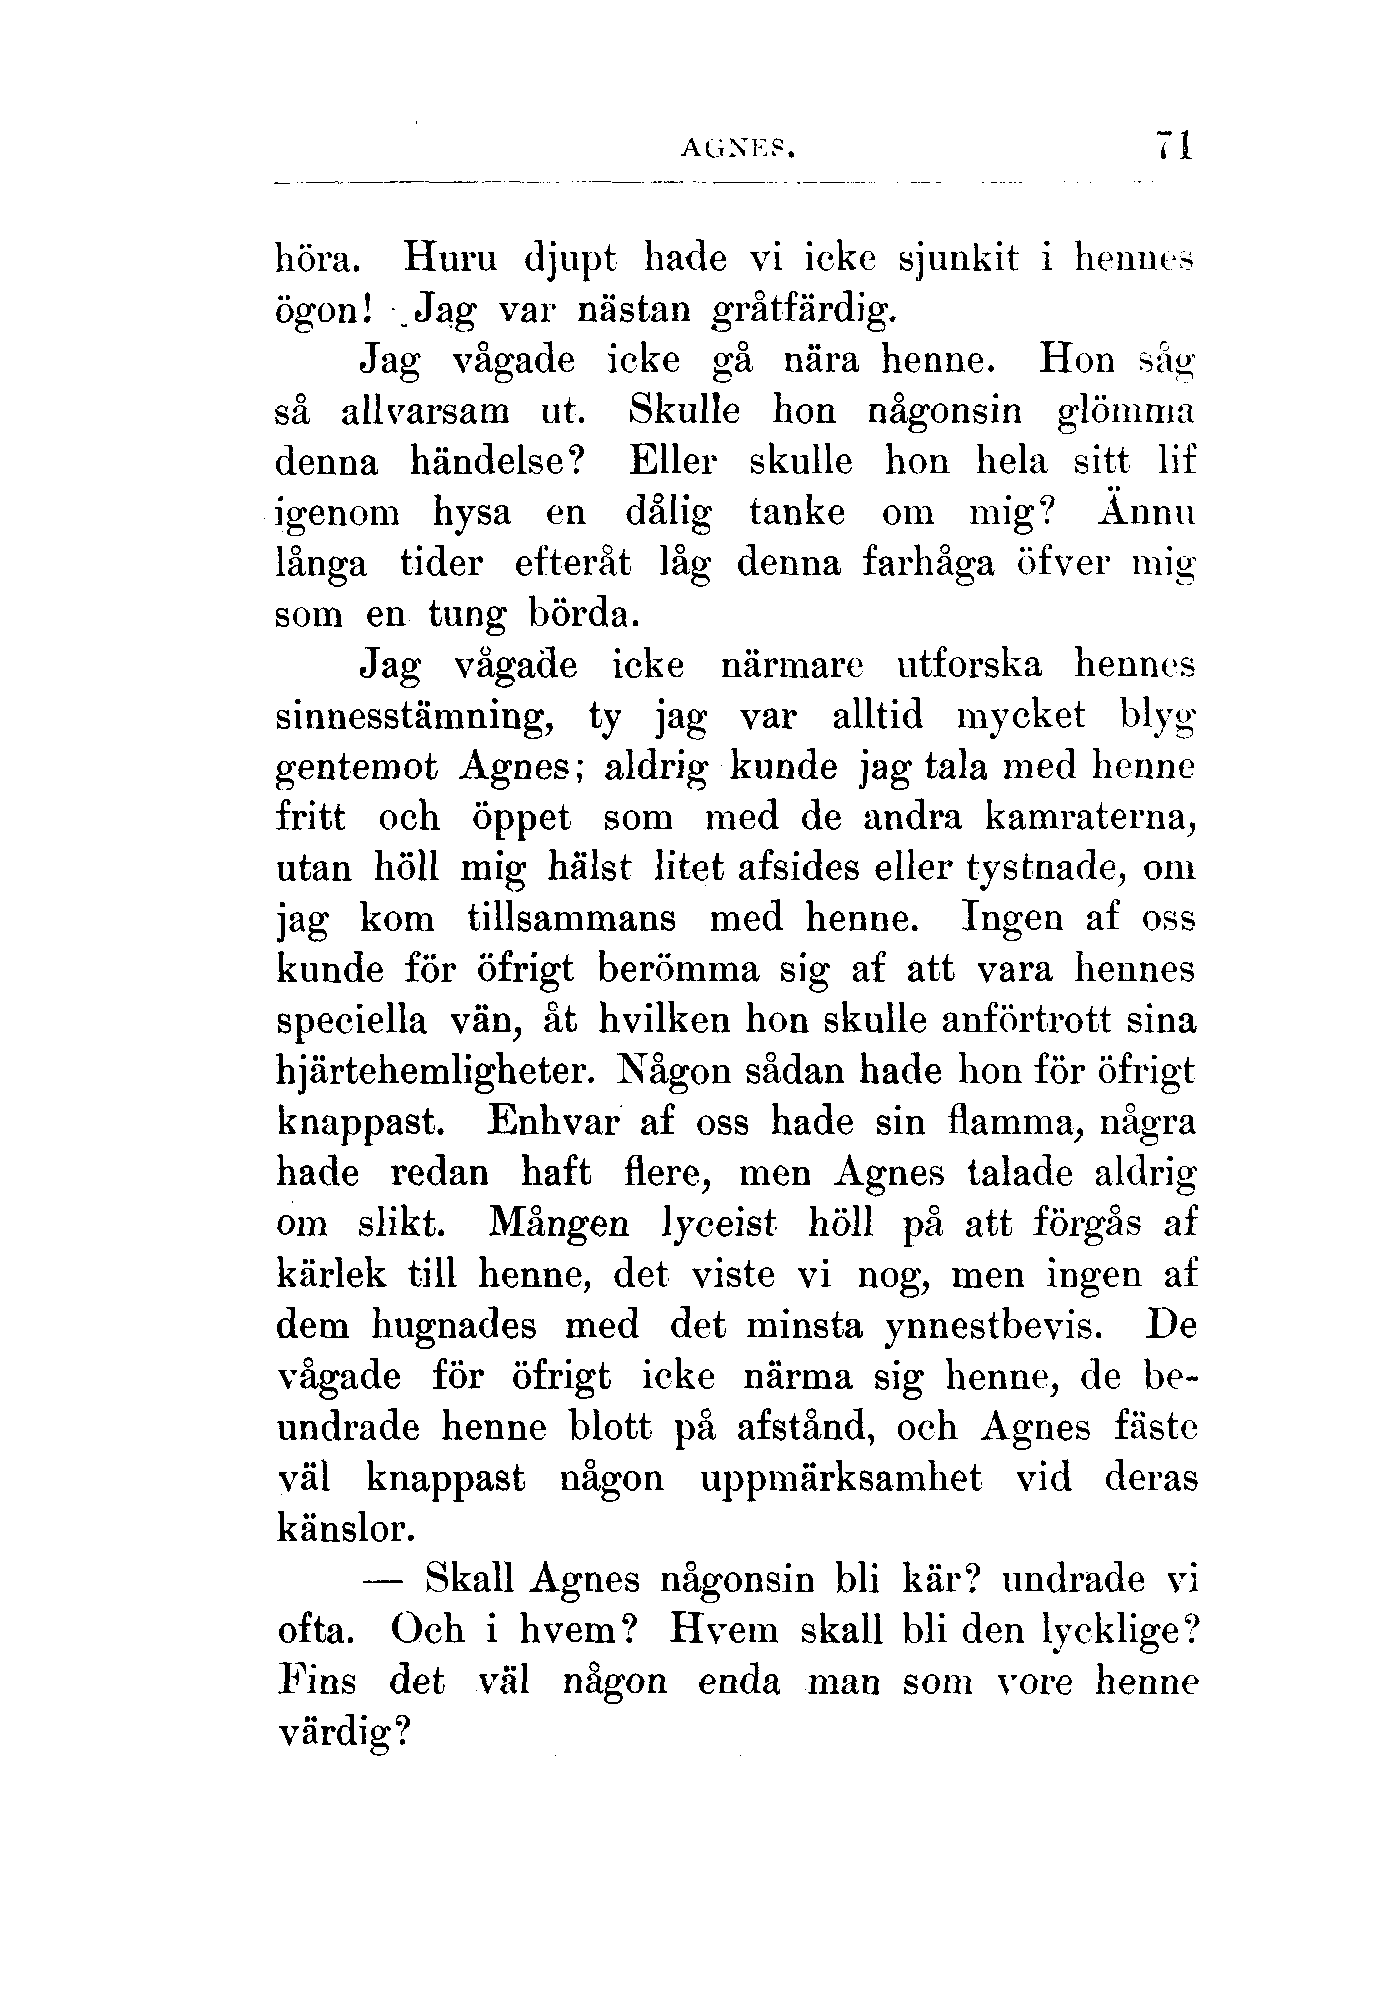 AGNES. 71
höra. Huru djupt hade vi icke sjunkit i hennes
ögon! Jag var nästan gråtfärdig.
Jag vågade icke gå nära henne. Hon såg
så allvarsam ut. Skulle hon någonsin glömma
denna händelse? Eller skulle hon hela sitt lif
igenom hysa en dålig tanke om mig? Ännu
långa tider efteråt låg denna farhåga öfver mig
som en tung börda.
Jag vågade icke närmare utforska hennes
sinnesstämning, ty jag var alltid mycket blyg
gentemot Agnes; aldrig kunde jag tala med henne
fritt och öppet som med de andra kamraterna,
utan höll mig hälst litet afsides eller tystnade, om
jag kom tillsammans med henne. Ingen af oss
kunde för öfrigt berömma sig af att vara hennes
speciella vän, åt hvilken hon skulle anförtrott sina
hjärtehemligheter. Någon sådan hade hon för öfrigt
knappast. Enhvar af oss hade sin flamma, några
hade redan haft flere, men Agnes talade aldrig
om slikt. Mången lyceist höll på att förgås af
kärlek till henne, det viste vi nog, men ingen af
dem hugnades med det minsta ynnestbevis. De
vågade för öfrigt icke närma sig henne, de be-
undrade henne blott på afstånd, och Agnes fäste
väl knappast någon uppmärksamhet vid deras
känslor.
— Skall Agnes någonsin bli kär? undrade vi
ofta. Och i hvem? Hvem skall bli den lycklige?
Fins det väl någon enda man som vore henne
värdig?